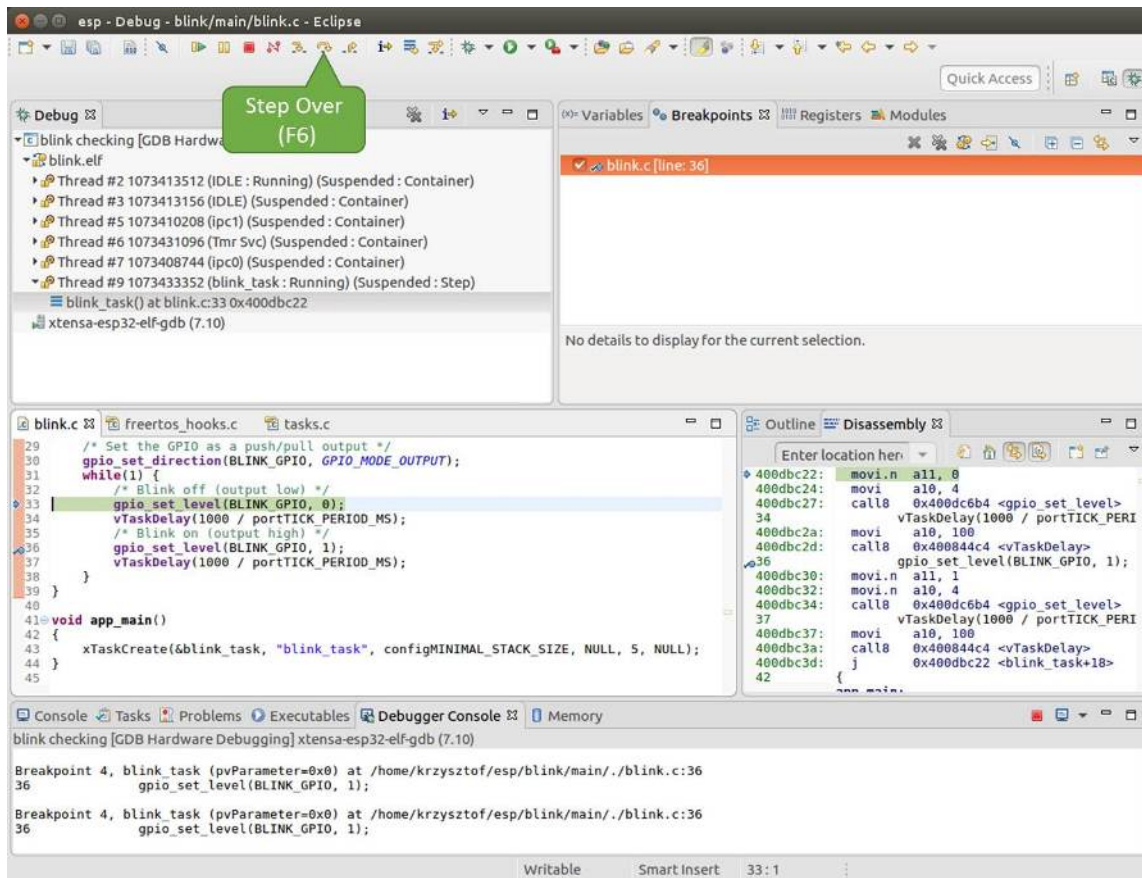 esp - Debug - blink/main/blink.c - Eclipse
Quick Access
Step Over
(F6)
Debug
blink checking [GDB Hardwa
blink.elf
Thread #2 1073413512 (IDLE : Running) (Suspended : Container)
Thread #3 1073413156 (IDLE) (Suspended : Container)
Thread #5 1073410208 (ipc1) (Suspended : Container)
Thread #6 1073431096 (Tmr Svc) (Suspended : Container)
Thread #7 1073408744 (ipc0) (Suspended : Container)
Thread #9 1073433352 (blink_task : Running) (Suspended : Step)
blink_task() at blink.c:33 0x400dbc22
xtensa-esp32-elf-gdb (7.10)
(x)= Variables Breakpoints Registers Modules
blink.c [line: 36]
No details to display for the current selection.
blink.c freertos_hooks.c tasks.c
29 /* Set the GPIO as a push/pull output */
30 gpio_set_direction(BLINK_GPIO, GPIO_MODE_OUTPUT);
31 while(1) {
32 /* Blink off (output low) */
33 gpio_set_level(BLINK_GPIO, 0);
34 vTaskDelay(1000 / portTICK_PERIOD_MS);
35 /* Blink on (output high) */
36 gpio_set_level(BLINK_GPIO, 1);
37 vTaskDelay(1000 / portTICK_PERIOD_MS);
38 }
39 }
40
41 void app_main()
42 {
43 xTaskCreate(&blink_task, "blink_task", configMINIMAL_STACK_SIZE, NULL, 5, NULL);
44 }
45
Outline Disassembly
Enter location her
400dbc22: movi.n a11, 0
400dbc24: movi a10, 4
400dbc27: call8 0x400dc6b4 <gpio_set_level>
34 vTaskDelay(1000 / portTICK_PERI
400dbc2a: movi a10, 100
400dbc2d: call8 0x400844c4 <vTaskDelay>
36 gpio_set_level(BLINK_GPIO, 1);
400dbc30: movi.n a11, 1
400dbc32: movi.n a10, 4
400dbc34: call8 0x400dc6b4 <gpio_set_level>
37 vTaskDelay(1000 / portTICK_PERI
400dbc37: movi a10, 100
400dbc3a: call8 0x400844c4 <vTaskDelay>
400dbc3d: j 0x400dbc22 <blink_task+18>
42 {
app_main:
Console Tasks Problems Executables Debugger Console Memory
blink checking [GDB Hardware Debugging] xtensa-esp32-elf-gdb (7.10)
Breakpoint 4, blink_task (pvParameter=0x0) at /home/krzysztof/esp/blink/main/./blink.c:36
36 gpio_set_level(BLINK_GPIO, 1);
Breakpoint 4, blink_task (pvParameter=0x0) at /home/krzysztof/esp/blink/main/./blink.c:36
36 gpio_set_level(BLINK_GPIO, 1);
Writable Smart Insert 33 : 1